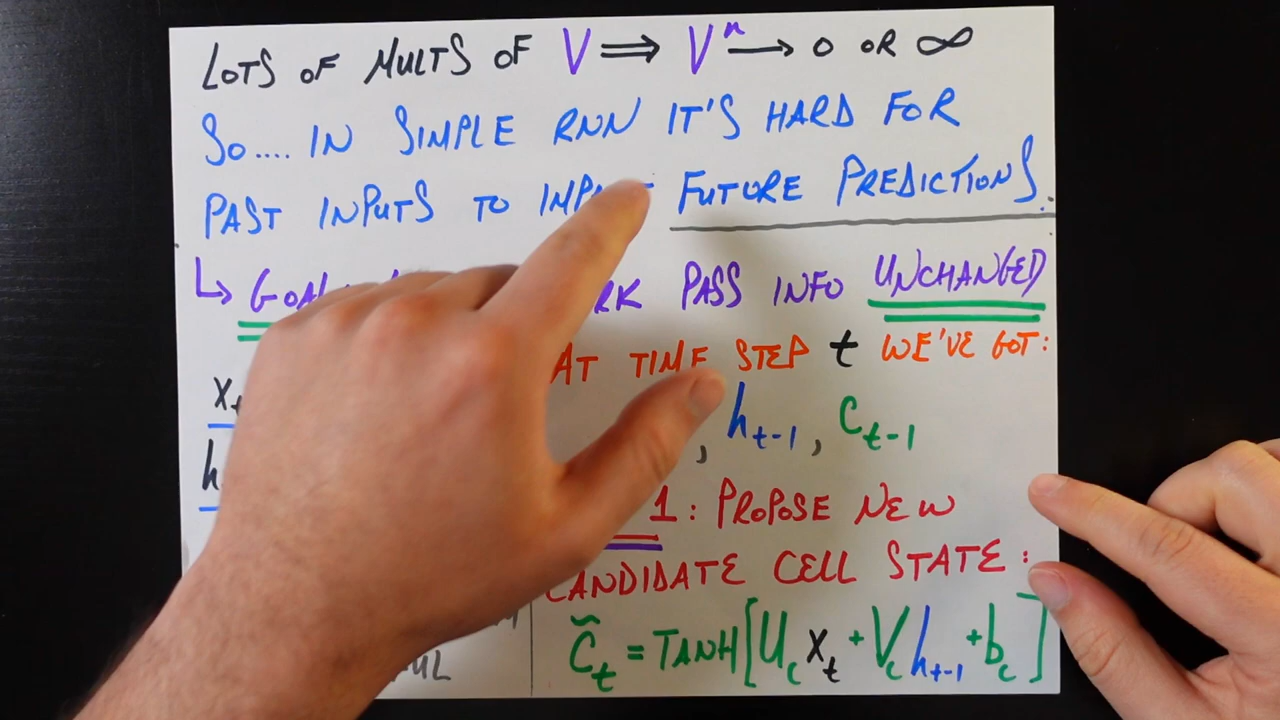 LOTS OF MULTS OF V ⟹ Vⁿ → 0 OR ∞
SO.... IN SIMPLE RNN IT'S HARD FOR
PAST INPUTS TO FUTURE PREDICTIONS.
↳ PASS INFO UNCHANGED
AT TIME STEP t WE'VE GOT:
, h_{t-1}, C_{t-1}
1: PROPOSE NEW
CANDIDATE CELL STATE:
C̃_t = TANH[U_c x_t + V_c h_{t-1} + b_c]